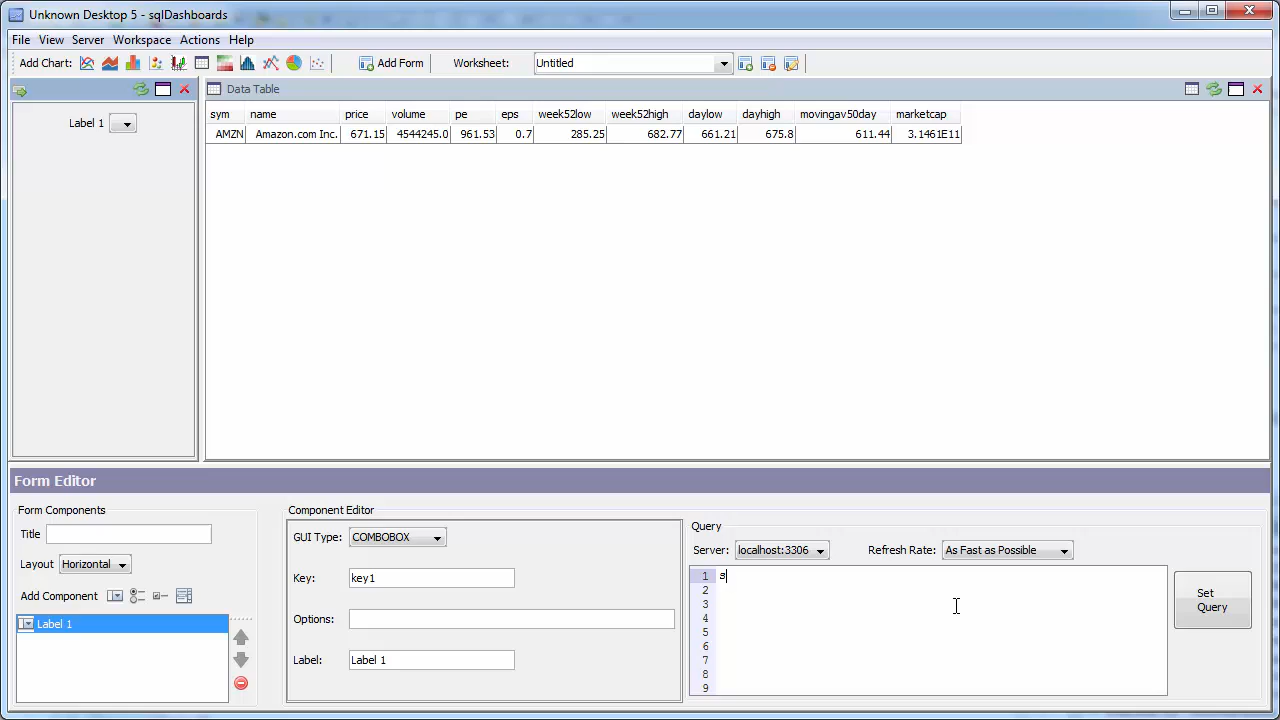 Unknown Desktop 5 - sqlDashboards
File View Server Workspace Actions Help
Add Chart: Add Form Worksheet: Untitled
Data Table
Label 1
sym name price volume pe eps week52low week52high daylow dayhigh movingav50day marketcap
AMZN Amazon.com Inc. 671.15 4544245.0 961.53 0.7 285.25 682.77 661.21 675.8 611.44 3.1461E11
Form Editor
Form Components
Title
Layout Horizontal
Add Component
Label 1
Component Editor
GUI Type: COMBOBOX
Key: key1
Options:
Label: Label 1
Query
Server: localhost:3306 Refresh Rate: As Fast as Possible
1 s
2
3
4
5
6
7
8
9
Set
Query